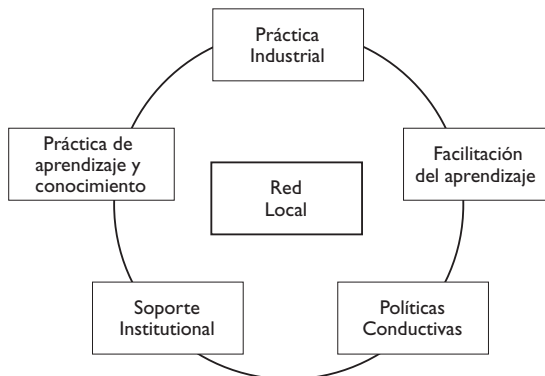 Práctica
Industrial
Práctica de
aprendizaje y
conocimiento
Facilitación
del aprendizaje
Red
Local
Soporte
Institutional
Políticas
Conductivas